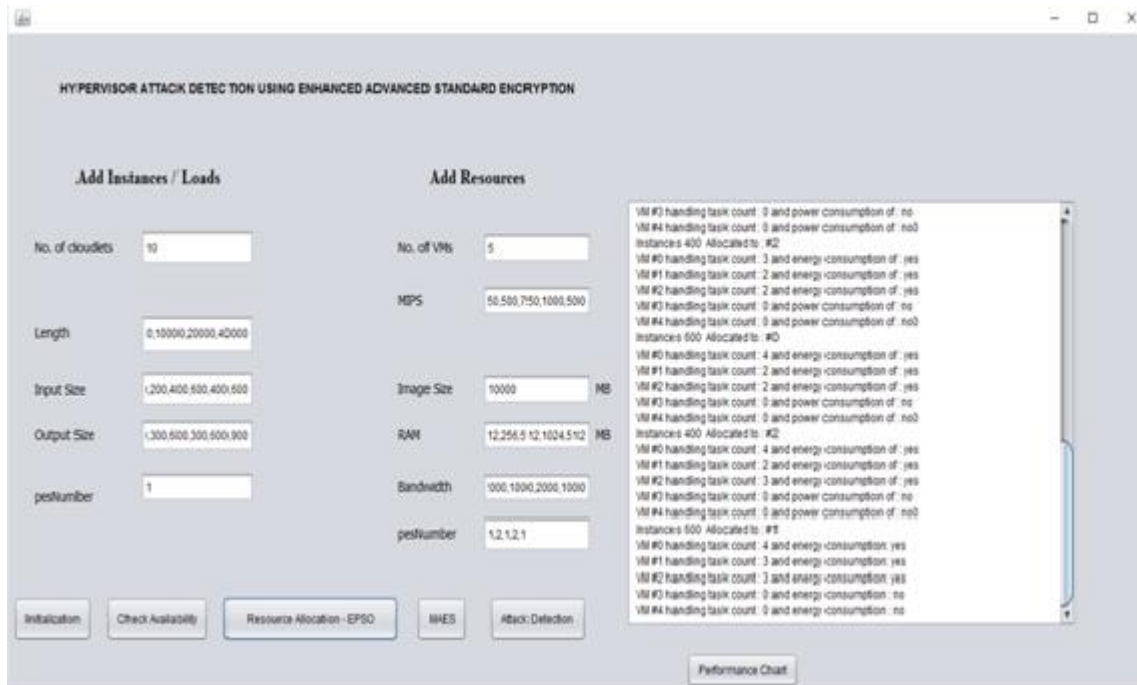 HYPERVISOR ATTACK DETECTION USING ENHANCED ADVANCED STANDARD ENCRYPTION
Add Instances / Loads
No. of cloudlets
10
Length
0,10000,20000,40000
Input Size
,200,400,600,400,600
Output Size
,300,600,300,600,900
pesNumber
1
Add Resources
No. off VMs
5
MIPS
50,500,750,1000,500
Image Size
10000
MB
RAM
12,256,512,1024,512
MB
Bandwidth
000,1000,2000,1000
pesNumber
1,2,1,2,1
VM #3 handling task count : 0 and power consumption of : no
VM #4 handling task count : 0 and power consumption of : no0
Instances 400 Allocated to : #2
VM #0 handling task count : 3 and energy consumption of : yes
VM #1 handling task count : 2 and energy consumption of : yes
VM #2 handling task count : 2 and energy consumption of : yes
VM #3 handling task count : 0 and power consumption of : no
VM #4 handling task count : 0 and power consumption of : no0
Instances 600 Allocated to : #0
VM #0 handling task count : 4 and energy consumption of : yes
VM #1 handling task count : 2 and energy consumption of : yes
VM #2 handling task count : 2 and energy consumption of : yes
VM #3 handling task count : 0 and power consumption of : no
VM #4 handling task count : 0 and power consumption of : no0
Instances 400 Allocated to : #2
VM #0 handling task count : 4 and energy consumption of : yes
VM #1 handling task count : 2 and energy consumption of : yes
VM #2 handling task count : 3 and energy consumption of : yes
VM #3 handling task count : 0 and power consumption of : no
VM #4 handling task count : 0 and power consumption of : no0
Instances 600 Allocated to : #1
VM #0 handling task count : 4 and energy consumption: yes
VM #1 handling task count : 3 and energy consumption: yes
VM #2 handling task count : 3 and energy consumption: yes
VM #3 handling task count : 0 and energy consumption : no
VM #4 handling task count : 0 and energy consumption : no
Initialization
Check Availability
Resource Allocation - EPSO
MAES
Attack Detection
Performance Chart